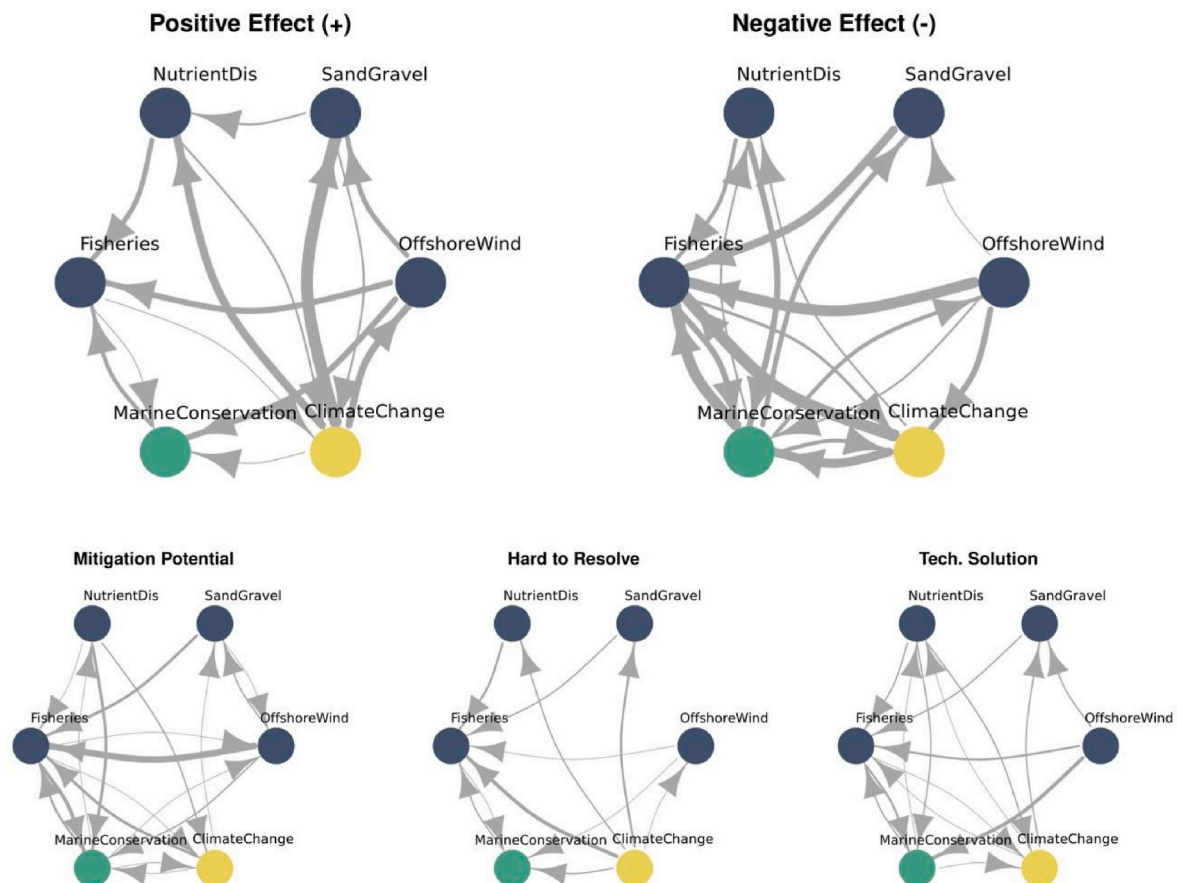 Positive Effect (+)
Negative Effect (-)
NutrientDis
SandGravel
NutrientDis
SandGravel
Fisheries
OffshoreWind
Fisheries
OffshoreWind
MarineConservation
ClimateChange
MarineConservation
ClimateChange
Mitigation Potential
Hard to Resolve
Tech. Solution
NutrientDis
SandGravel
NutrientDis
SandGravel
NutrientDis
SandGravel
Fisheries
OffshoreWind
Fisheries
OffshoreWind
Fisheries
OffshoreWind
MarineConservation
ClimateChange
MarineConservation
ClimateChange
MarineConservation
ClimateChange